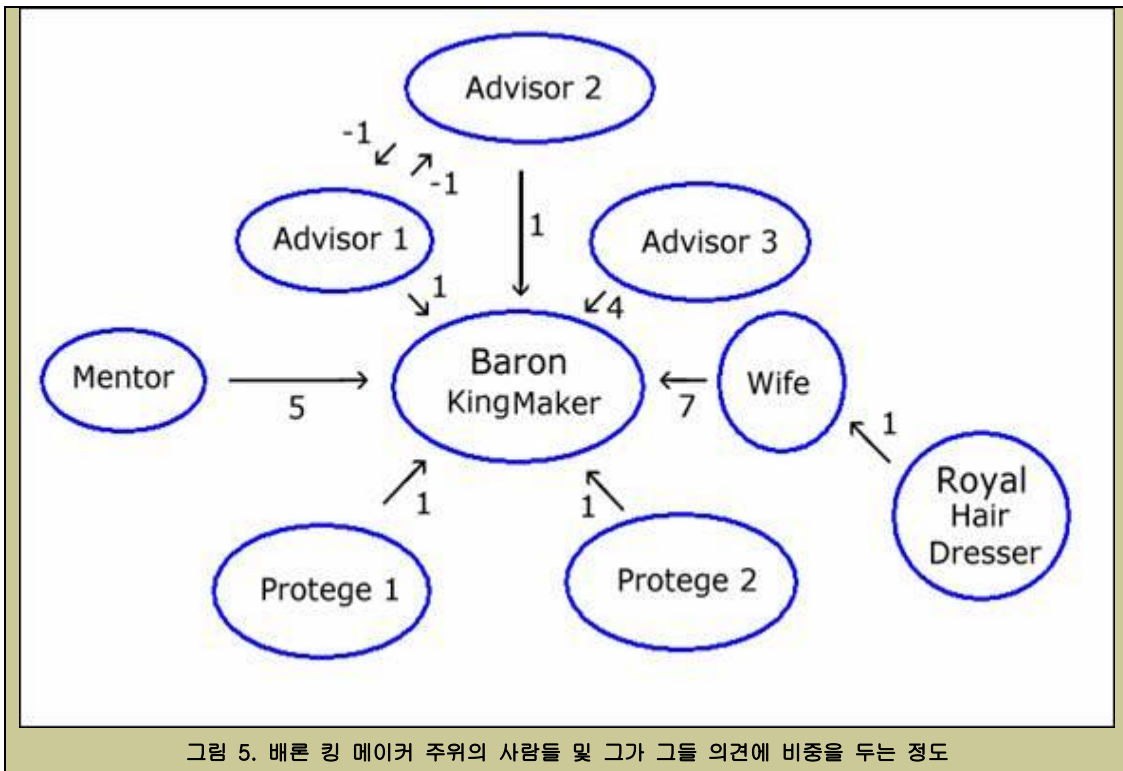 Advisor 2
-1
-1
Advisor 1
1
Advisor 3
1
4
Mentor
5
Baron
KingMaker
7
Wife
1
Royal
Hair
Dresser
1
1
Protege 1
Protege 2
그림 5. 배론 킹 메이커 주위의 사람들 및 그가 그들 의견에 비중을 두는 정도